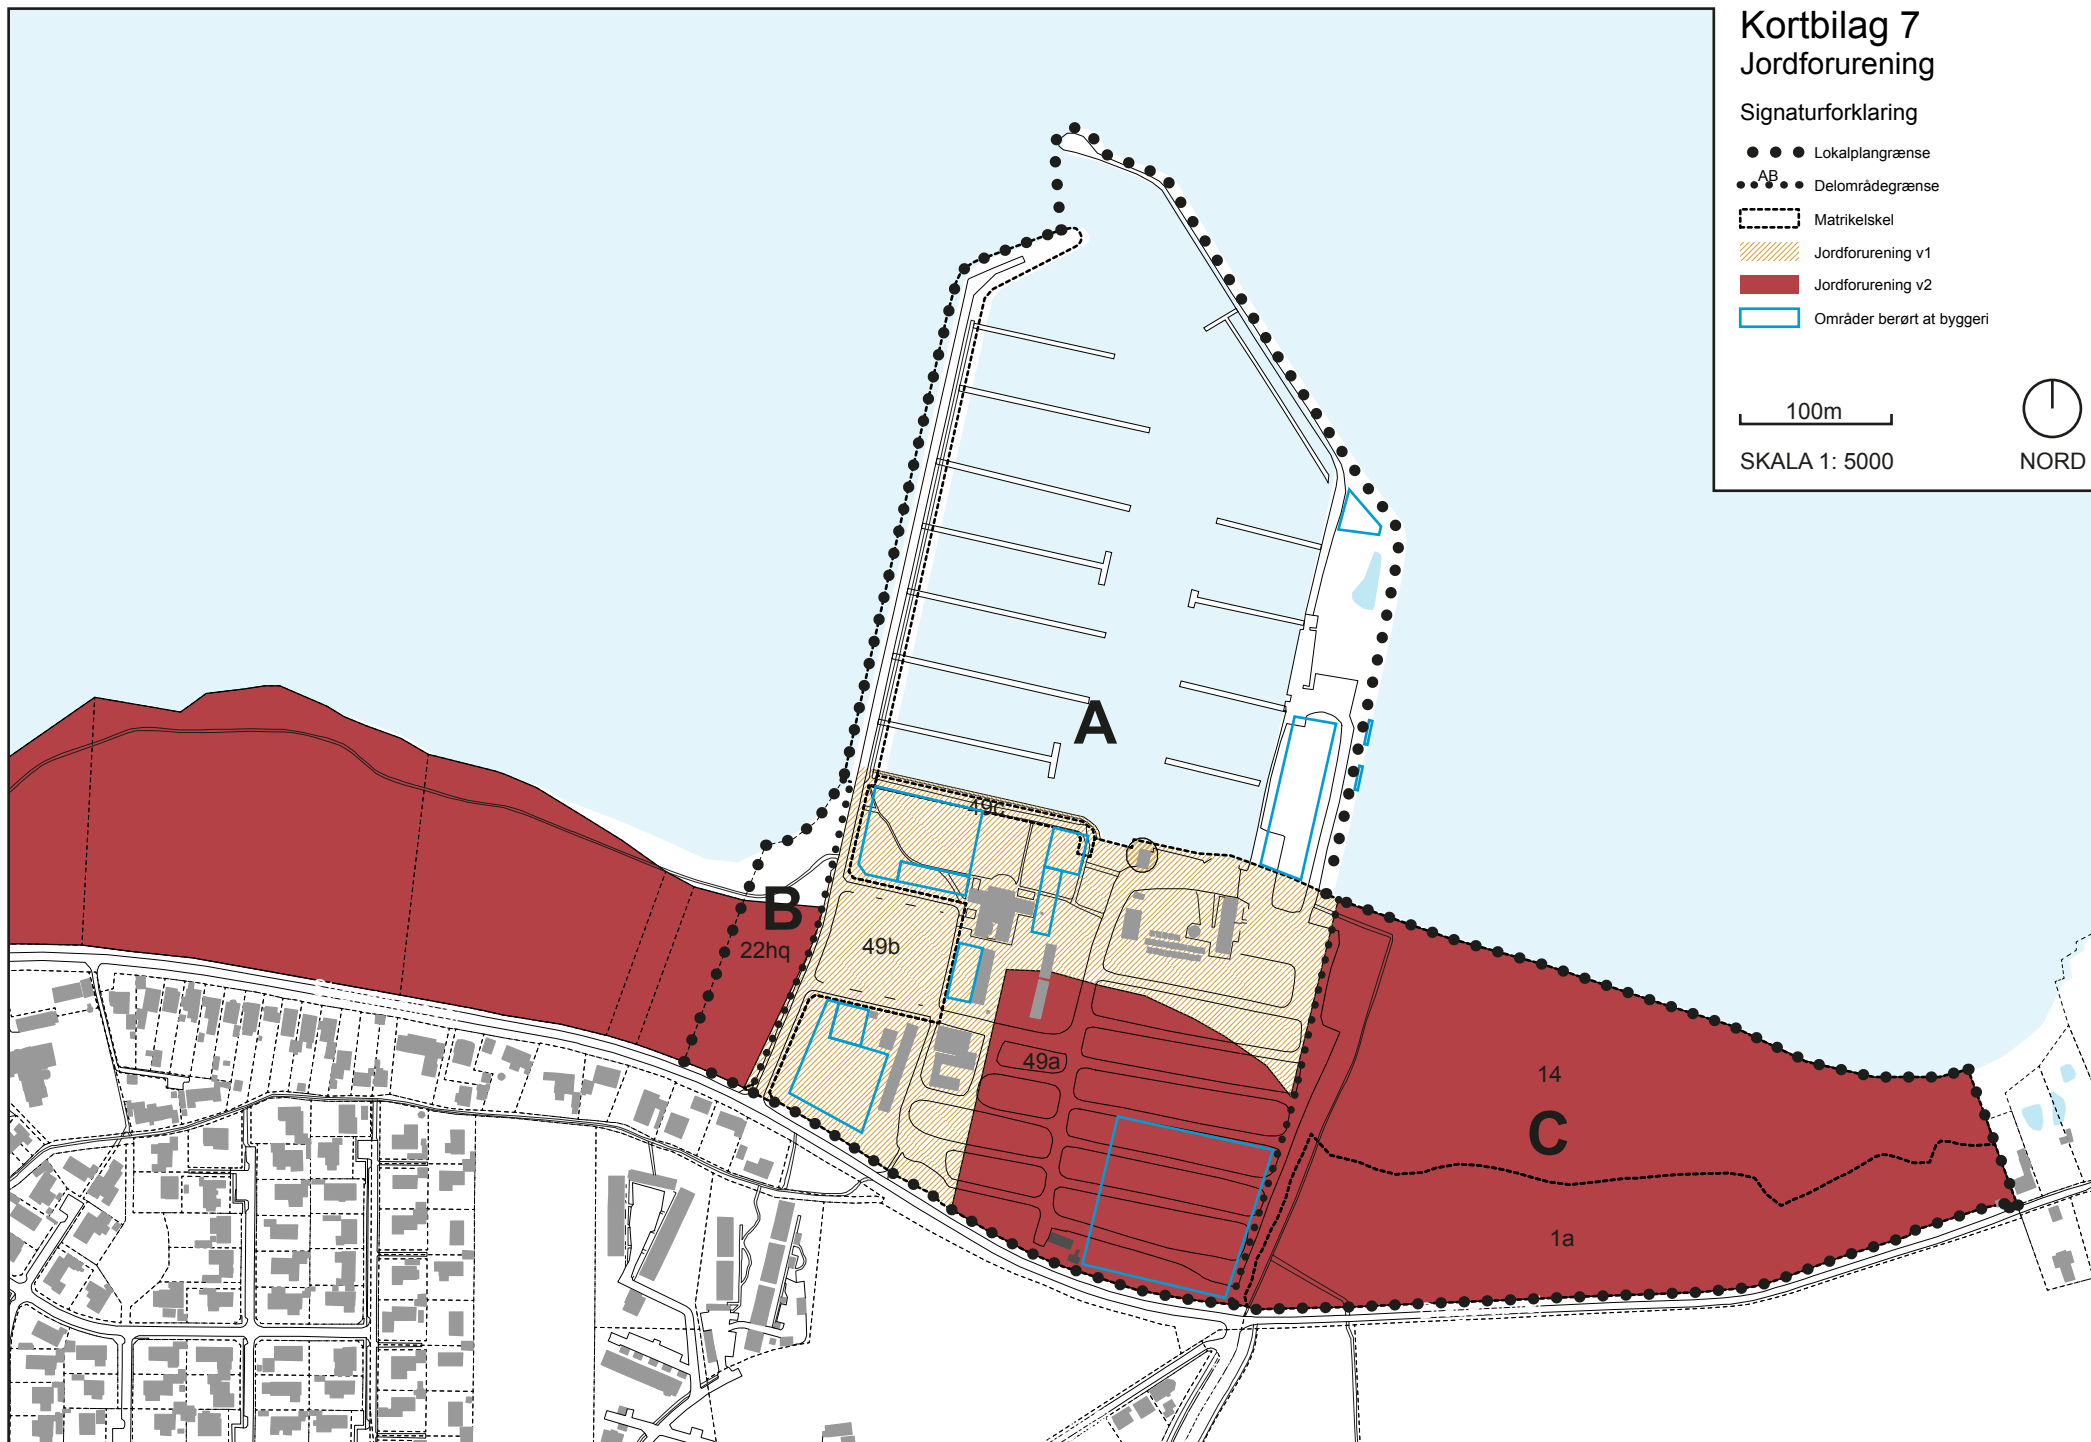 Kortbilag 7
Jordforurening
Signaturforklaring
Lokalplangrænse
AB
Delområdegrænse
Matrikelskel
Jordforurening v1
Jordforurening v2
Områder berørt at byggeri
100m
SKALA 1: 5000
NORD
A
B
22hq
49b
49a
14
C
1a